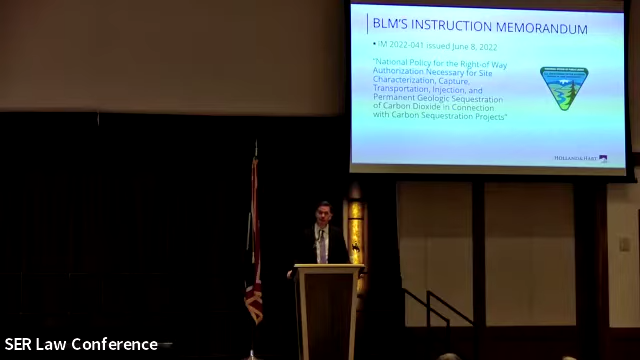 BLM'S INSTRUCTION MEMORANDUM
• IM 2022-041 issued June 8, 2022
"National Policy for the Right-of Way
Authorization Necessary for Site
Characterization, Capture,
Transportation, Injection, and
Permanent Geologic Sequestration
of Carbon Dioxide in Connection
with Carbon Sequestration Projects"
HOLLAND & HART
SER Law Conference